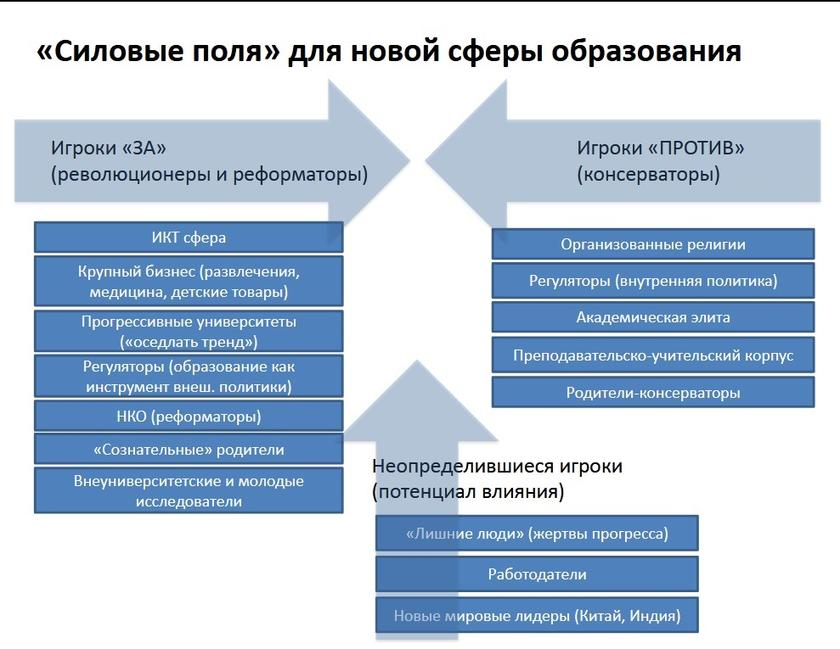 «Силовые поля» для новой сферы образования
Игроки «ЗА»
(революционеры и реформаторы)
Игроки «ПРОТИВ»
(консерваторы)
ИКТ сфера
Крупный бизнес (развлечения,
медицина, детские товары)
Прогрессивные университеты
(«оседлать тренд»)
Регуляторы (образование как
инструмент внеш. политики)
НКО (реформаторы)
«Сознательные» родители
Внеуниверситетские и молодые
исследователи
Организованные религии
Регуляторы (внутренняя политика)
Академическая элита
Преподавательско-учительский корпус
Родители-консерваторы
Неопределившиеся игроки
(потенциал влияния)
«Лишние люди» (жертвы прогресса)
Работодатели
Новые мировые лидеры (Китай, Индия)